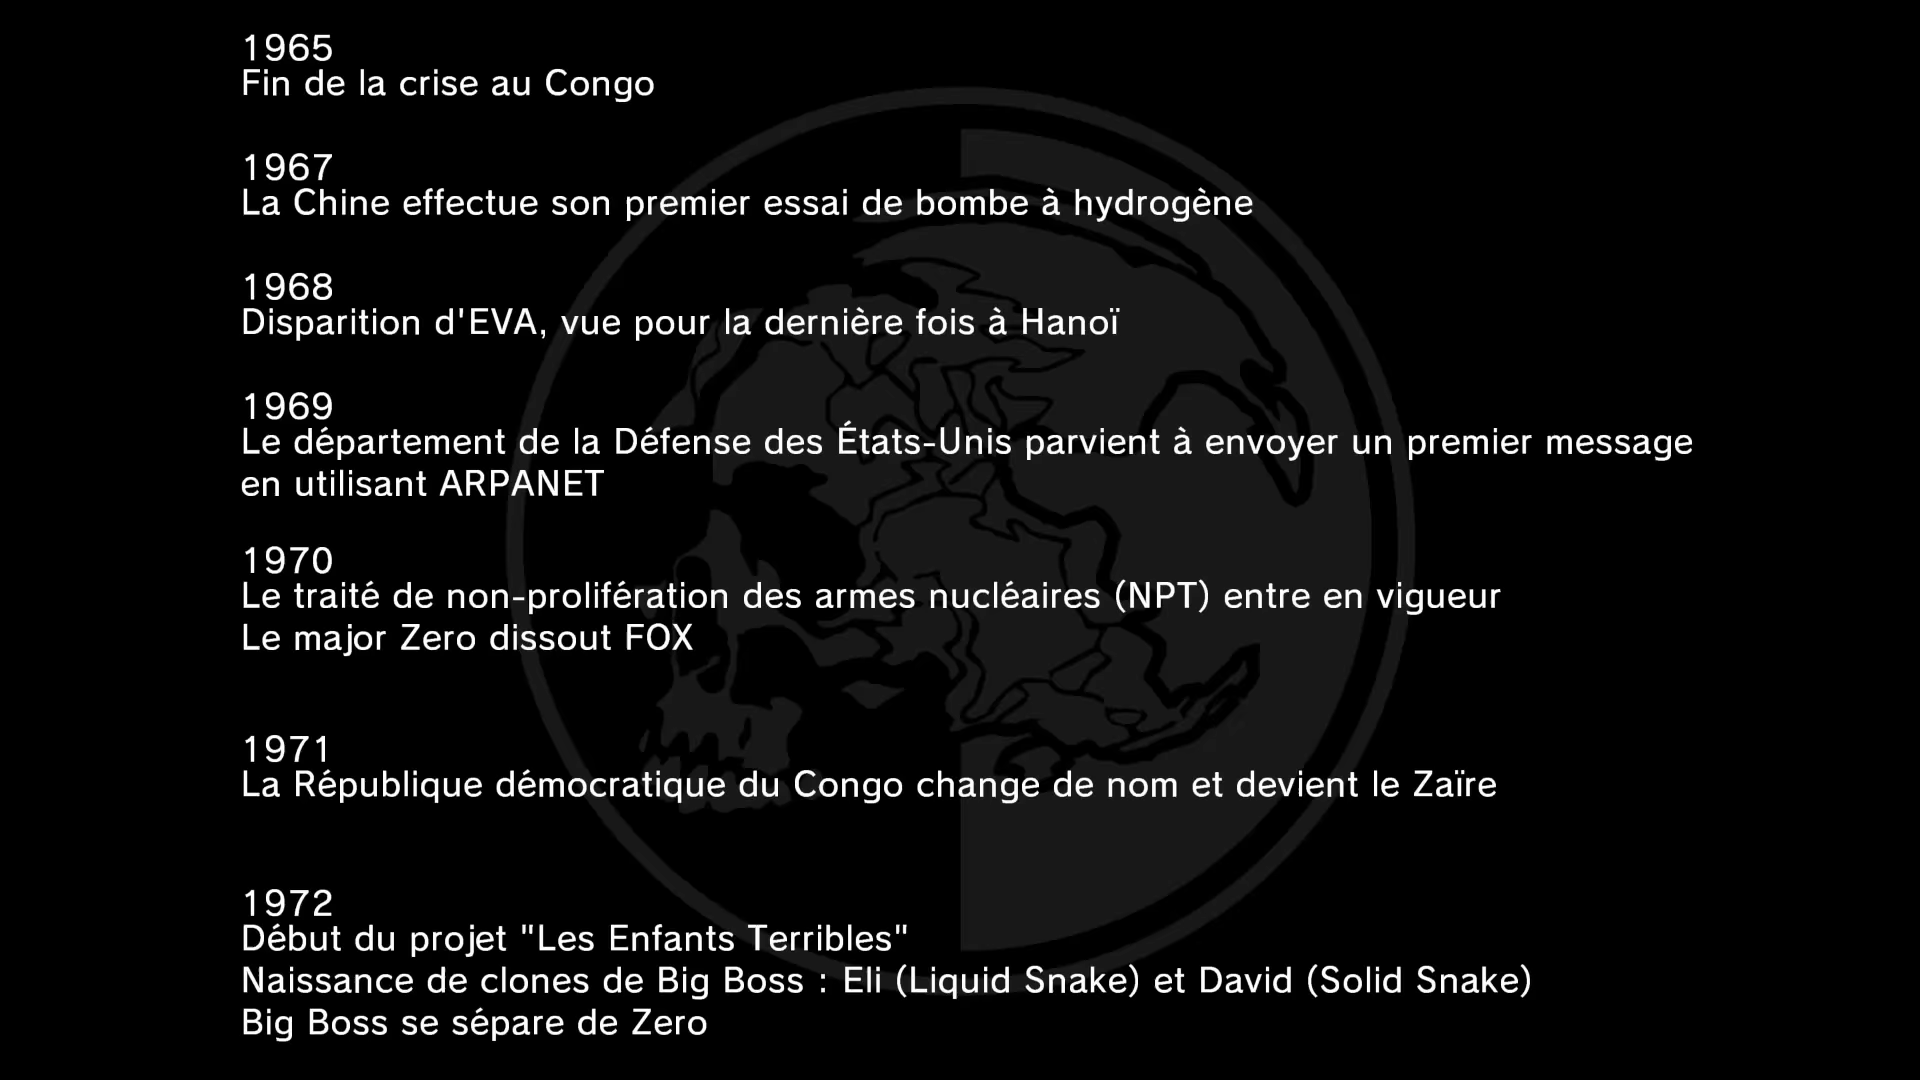 1965
Fin de la crise au Congo
1967
La Chine effectue son premier essai de bombe à hydrogène
1968
Disparition d'EVA, vue pour la dernière fois à Hanoï
1969
Le département de la Défense des États-Unis parvient à envoyer un premier message
en utilisant ARPANET
1970
Le traité de non-prolifération des armes nucléaires (NPT) entre en vigueur
Le major Zero dissout FOX
1971
La République démocratique du Congo change de nom et devient le Zaïre
1972
Début du projet "Les Enfants Terribles"
Naissance de clones de Big Boss : Eli (Liquid Snake) et David (Solid Snake)
Big Boss se sépare de Zero